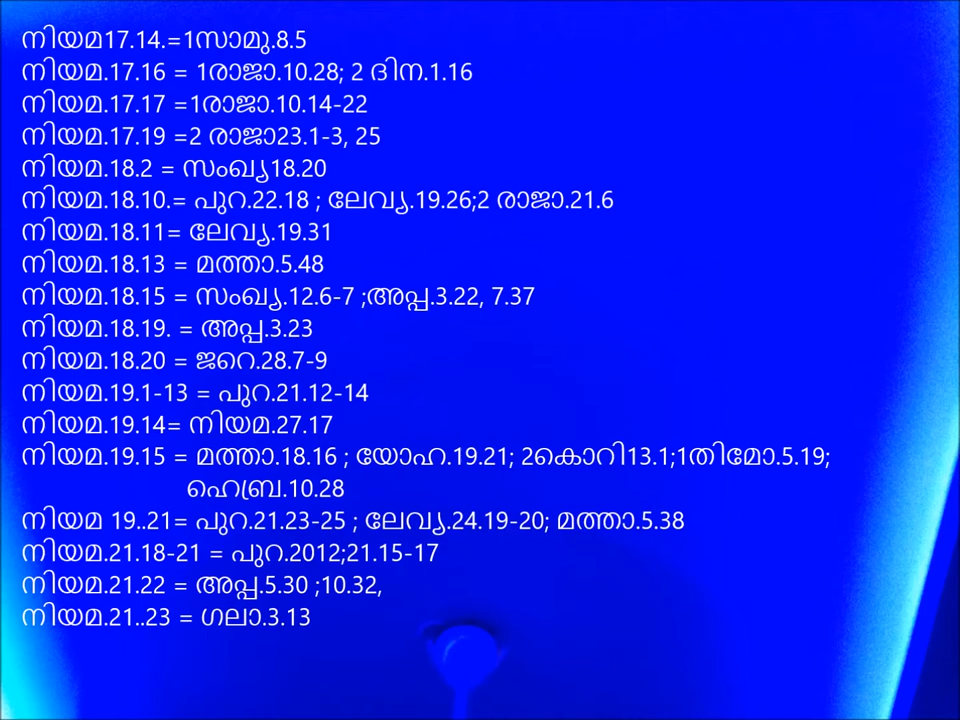 നിയമ17.14.=1സാമു.8.5
നിയമ.17.16 = 1രാജാ.10.28; 2 ദിന.1.16
നിയമ.17.17 =1രാജാ.10.14-22
നിയമ.17.19 =2 രാജാ23.1-3, 25
നിയമ.18.2 = സംഖ്യ18.20
നിയമ.18.10.= പുറ.22.18 ; ലേവ്യ.19.26;2 രാജാ.21.6
നിയമ.18.11= ലേവ്യ.19.31
നിയമ.18.13 = മത്താ.5.48
നിയമ.18.15 = സംഖ്യ.12.6-7 ;അപ്പ.3.22, 7.37
നിയമ.18.19. = അപ്പ.3.23
നിയമ.18.20 = ജറെ.28.7-9
നിയമ.19.1-13 = പുറ.21.12-14
നിയമ.19.14= നിയമ.27.17
നിയമ.19.15 = മത്താ.18.16 ; യോഹ.19.21; 2കൊറി13.1;1തിമോ.5.19;
ഹെബ്ര.10.28
നിയമ 19..21= പുറ.21.23-25 ; ലേവ്യ.24.19-20; മത്താ.5.38
നിയമ.21.18-21 = പുറ.2012;21.15-17
നിയമ.21.22 = അപ്പ.5.30 ;10.32,
നിയമ.21..23 = ഗലാ.3.13